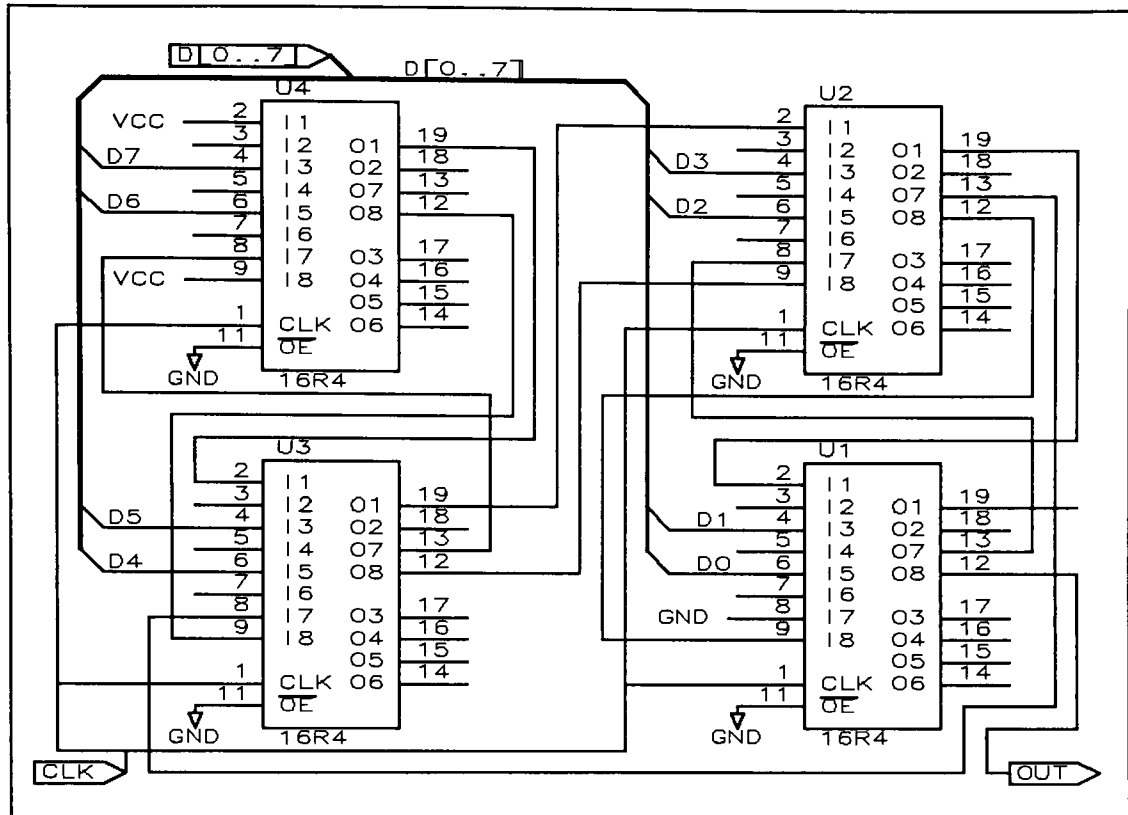 D[0..7]
D[0..7]
U4
VCC 2 I1
3 I2 O1 19
D7 4 I3 O2 18
5 I4 O7 13
D6 6 I5 O8 12
7 I6
8 I7 O3 17
VCC 9 I8 O4 16
O5 15
1 CLK O6 14
11 OE
GND
16R4
U2
2 I1
3 I2 O1 19
D3 4 I3 O2 18
5 I4 O7 13
D2 6 I5 O8 12
7 I6
8 I7 O3 17
9 I8 O4 16
O5 15
1 CLK O6 14
11 OE
GND
16R4
U3
2 I1
3 I2 O1 19
D5 4 I3 O2 18
5 I4 O7 13
D4 6 I5 O8 12
7 I6
8 I7 O3 17
9 I8 O4 16
O5 15
1 CLK O6 14
11 OE
GND
16R4
U1
2 I1
3 I2 O1 19
D1 4 I3 O2 18
5 I4 O7 13
D0 6 I5 O8 12
7 I6
GND 8 I7 O3 17
9 I8 O4 16
O5 15
1 CLK O6 14
11 OE
GND
16R4
CLK
OUT